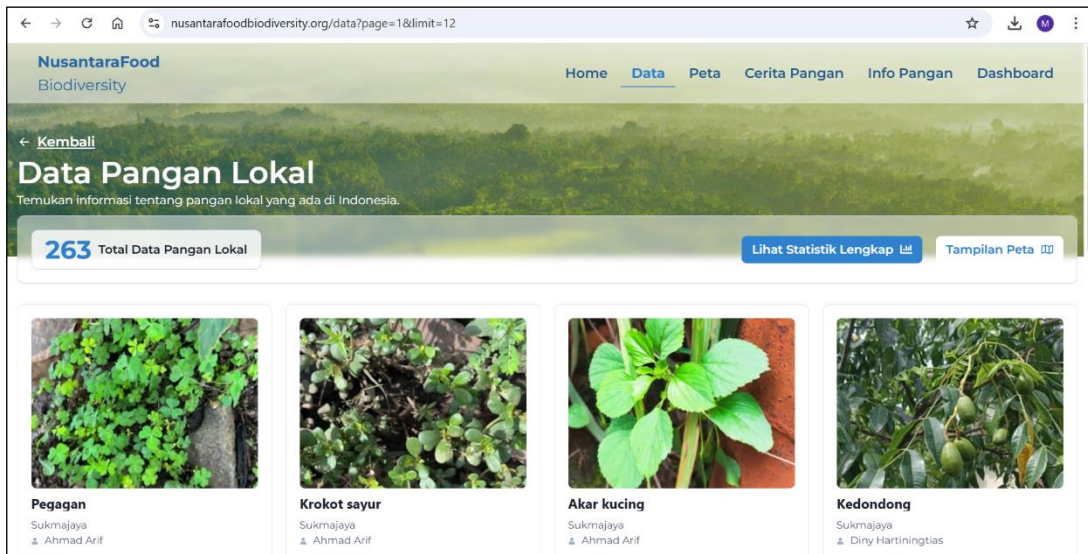 nusantarafoodbiodiversity.org/data?page=1&limit=12
M
NusantaraFood
Biodiversity
Home Data Peta Cerita Pangan Info Pangan Dashboard
← Kembali
Data Pangan Lokal
Temukan informasi tentang pangan lokal yang ada di Indonesia.
263 Total Data Pangan Lokal
Lihat Statistik Lengkap
Tampilan Peta
Pegagan
Sukmajaya
Ahmad Arif
Krokot sayur
Sukmajaya
Ahmad Arif
Akar kucing
Sukmajaya
Ahmad Arif
Kedondong
Sukmajaya
Diny Hartiningtias